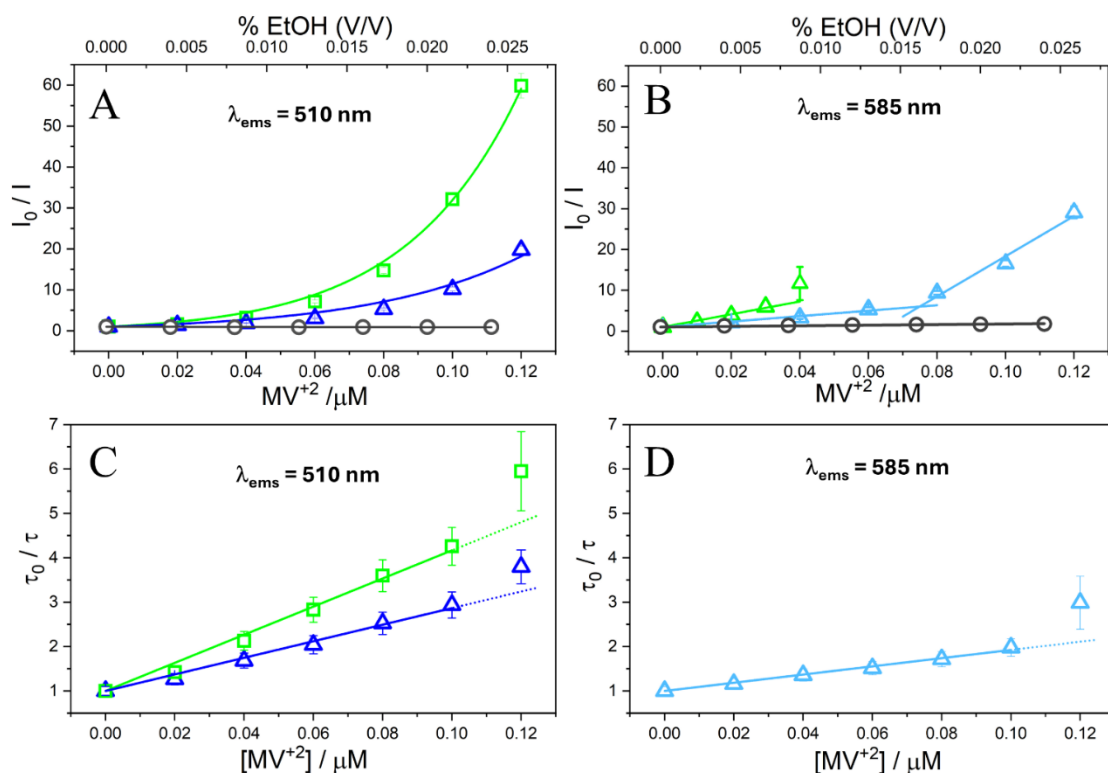 % EtOH (V/V)
0.000 0.005 0.010 0.015 0.020 0.025
A
λems = 510 nm
60
50
40
30
20
10
0
I0 / I
0.00 0.02 0.04 0.06 0.08 0.10 0.12
MV+2 /μM
% EtOH (V/V)
0.000 0.005 0.010 0.015 0.020 0.025
B
λems = 585 nm
60
50
40
30
20
10
0
I0 / I
0.00 0.02 0.04 0.06 0.08 0.10 0.12
MV+2 /μM
C
λems = 510 nm
7
6
5
4
3
2
1
τ0 / τ
0.00 0.02 0.04 0.06 0.08 0.10 0.12
[MV+2] / μM
D
λems = 585 nm
7
6
5
4
3
2
1
τ0 / τ
0.00 0.02 0.04 0.06 0.08 0.10 0.12
[MV+2] / μM